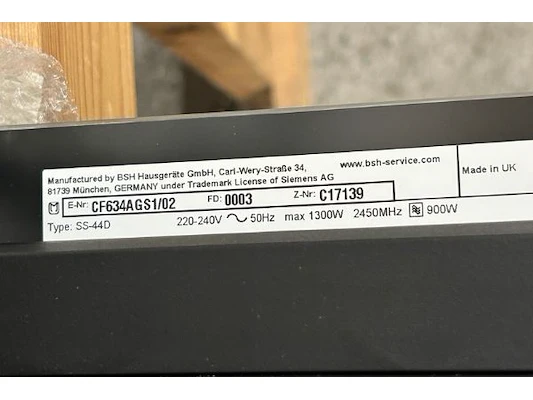 Manufactured by BSH Hausgeräte GmbH, Carl-Wery-Straße 34,
81739 München, GERMANY under Trademark License of Siemens AG
www.bsh-service.com
Made in UK
E-Nr: CF634AGS1/02 FD: 0003 Z-Nr: C17139
Type: SS-44D 220-240V 50Hz max 1300W 2450MHz 900W